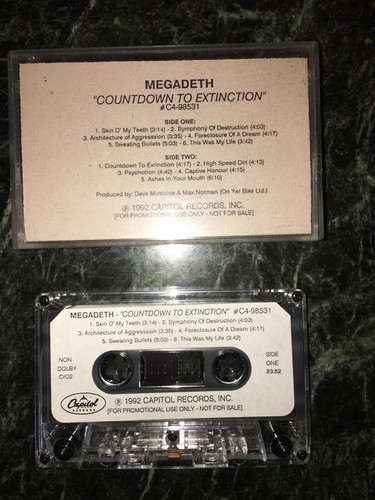 MEGADETH
"COUNTDOWN TO EXTINCTION"
#C4-98531
SIDE ONE:
1. Skin O' My Teeth (3:14) - 2. Symphony Of Destruction (4:03)
3. Architecture of Aggresssion (3:35) - 4. Foreclosure Of A Dream (4:17)
5. Sweating Bullets (5:03) - 6. This Was My Life (3:42)
SIDE TWO:
1. Countdown To Extinction (4:17) - 2. High Speed Dirt (4:13)
3. Psychotron (4:42) - 4. Captive Honour (4:15)
5. Ashes in Your Mouth (6:10)
Produced by: Dave Mustaine & Max Norman (On Yer Bike Ltd.)
℗ 1992 CAPITOL RECORDS, INC.
[FOR PROMOTIONAL USE ONLY - NOT FOR SALE]
MEGADETH - "COUNTDOWN TO EXTINCTION" #C4-98531
1. Skin O' My Teeth (3:14) - 2. Symphony Of Destruction (4:03)
3. Architecture of Aggresssion (3:35) - 4. Foreclosure Of A Dream (4:17)
5. Sweating Bullets (5:03) - 6. This Was My Life (3:42)
NON
DOLBY
CrO2
SIDE
ONE
23:52
Capitol
RECORDS
℗ 1992 CAPITOL RECORDS, INC.
[FOR PROMOTIONAL USE ONLY - NOT FOR SALE]